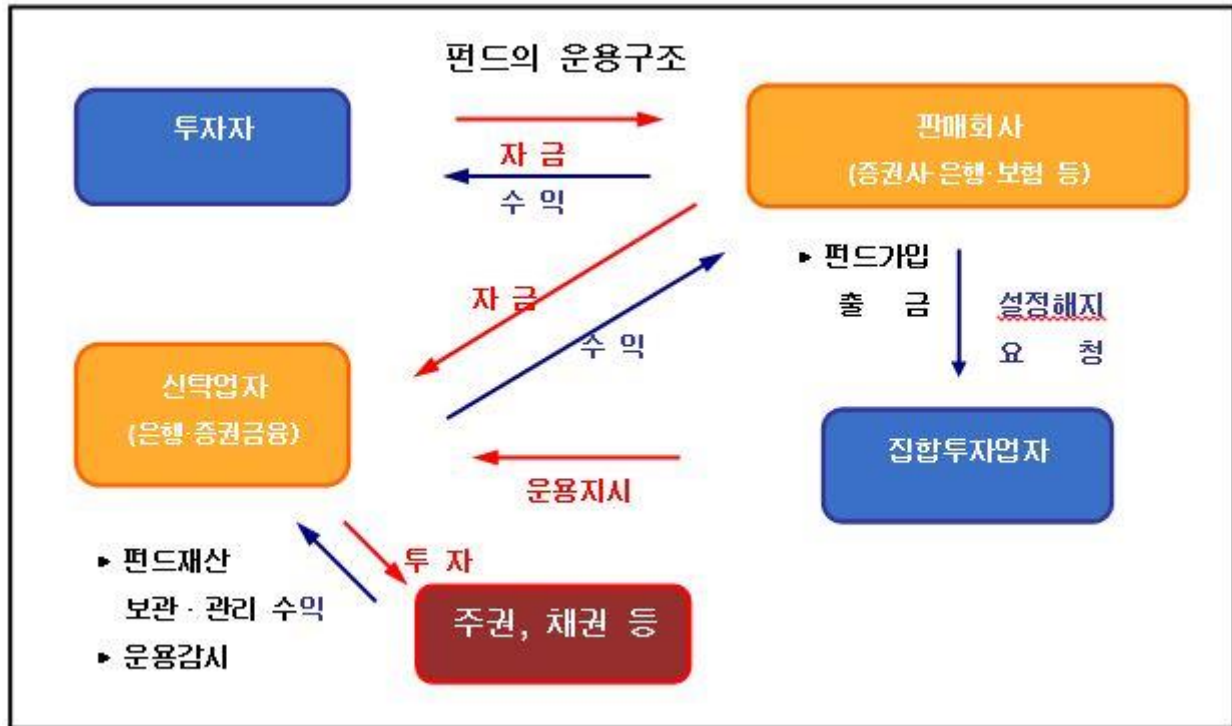 펀드의 운용구조
투자자
판매회사
(증권사·은행·보험 등)
자 금
수 익
▸ 펀드가입
출 금
설정해지
요 청
자 금
수 익
신탁업자
(은행·증권금융)
집합투자업자
운용지시
▸ 펀드재산
보관·관리 수익
▸ 운용감시
투 자
주권, 채권 등